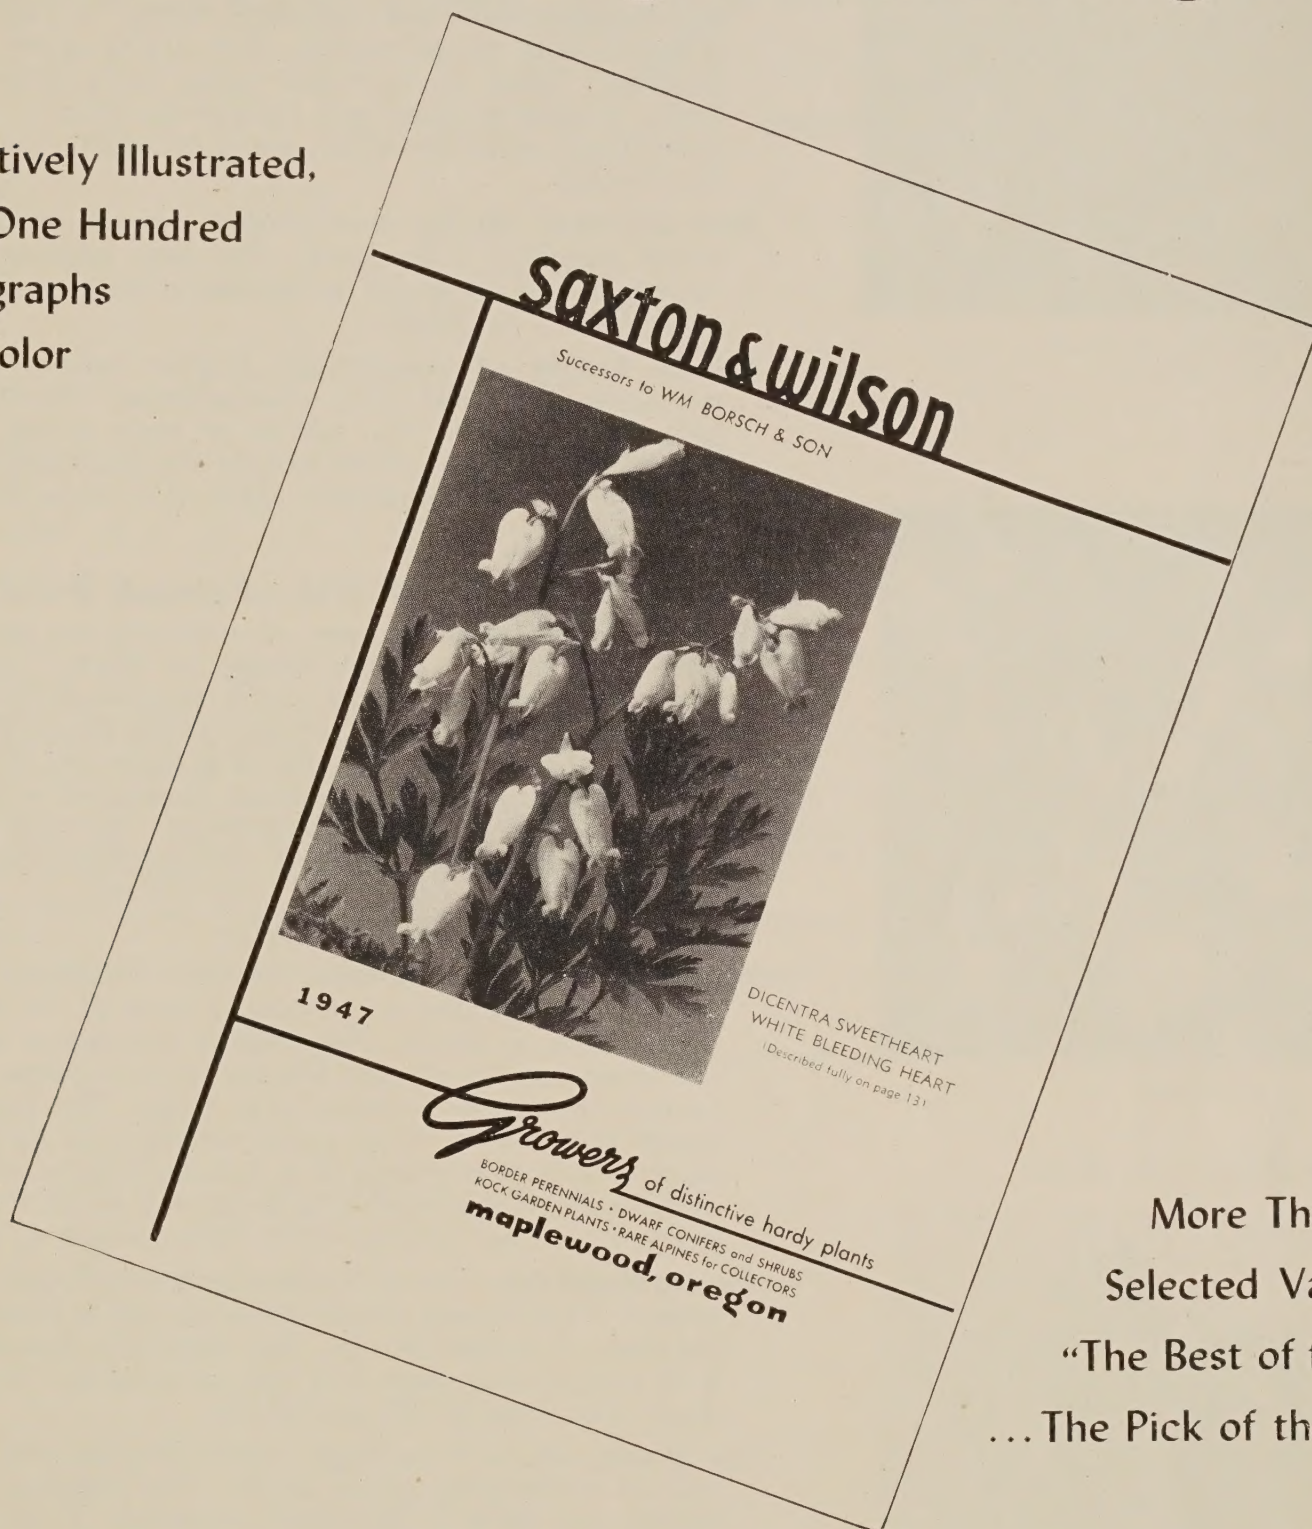 tively Illustrated,
One Hundred
graphs
olor
saxton & wilson
Successors to WM BORSCH & SON
1947
DICENTRA SWEETHEART
WHITE BLEEDING HEART
(Described fully on page 13)
Growers of distinctive hardy plants
BORDER PERENNIALS • DWARF CONIFERS and SHRUBS
ROCK GARDEN PLANTS • RARE ALPINES for COLLECTORS
maplewood, oregon
More Th
Selected Va
“The Best of t
...The Pick of th